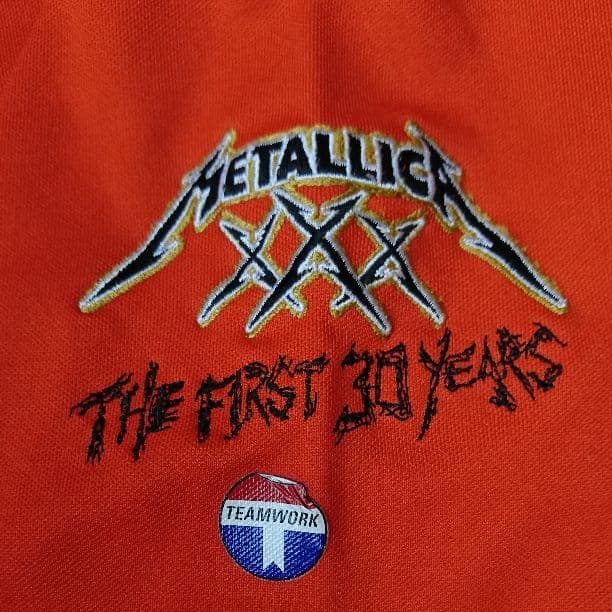 METALLICA
XXX
THE FIRST 30 YEARS
TEAMWORK
T